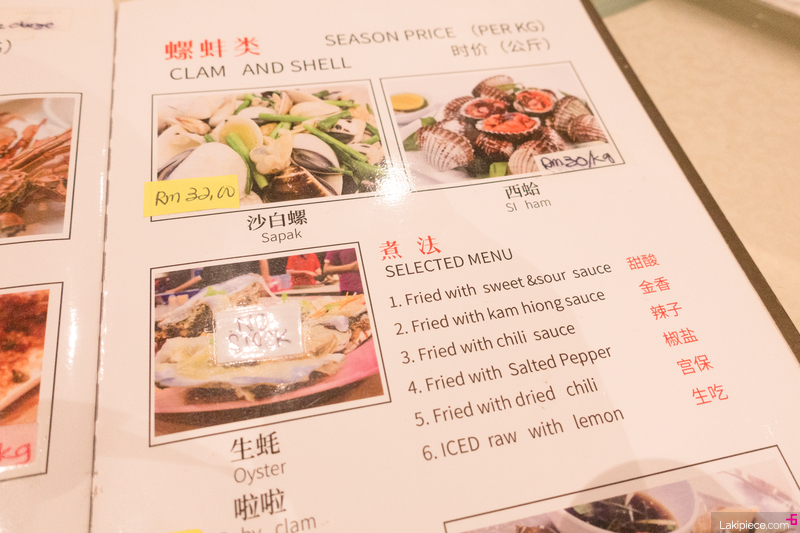 螺蚌类
SEASON PRICE (PER KG)
CLAM AND SHELL
时价（公斤）
Rm 32,00
Rm30/kg
沙白螺
Sapak
西蛤
SI ham
煮法
SELECTED MENU
1. Fried with sweet &sour sauce 甜酸
2. Fried with kam hiong sauce 金香
3. Fried with chili sauce 辣子
4. Fried with Salted Pepper 椒盐
5. Fried with dried chili 宫保
6. ICED raw with lemon 生吃
NO
STOCK
生蚝
Oyster
啦啦
by clam
kg
Lakipiece.com